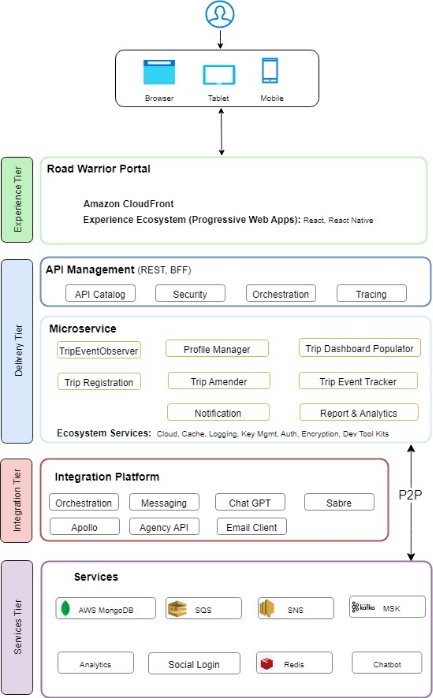 Browser Tablet Mobile
Experience Tier
Road Warrior Portal
Amazon CloudFront
Experience Ecosystem (Progressive Web Apps): React, React Native
Delivery Tier
API Management (REST, BFF)
API Catalog Security Orchestration Tracing
Microservice
TripEventObserver Profile Manager Trip Dashboard Populator
Trip Registration Trip Amender Trip Event Tracker
Notification Report & Analytics
Ecosystem Services: Cloud, Cache, Logging, Key Mgmt, Auth, Encryption, Dev Tool Kits
Integration Tier
Integration Platform
Orchestration Messaging Chat GPT Sabre
Apollo Agency API Email Client
P2P
Services Tier
Services
AWS MongoDB SQS SNS kafka MSK
Analytics Social Login Redis Chatbot